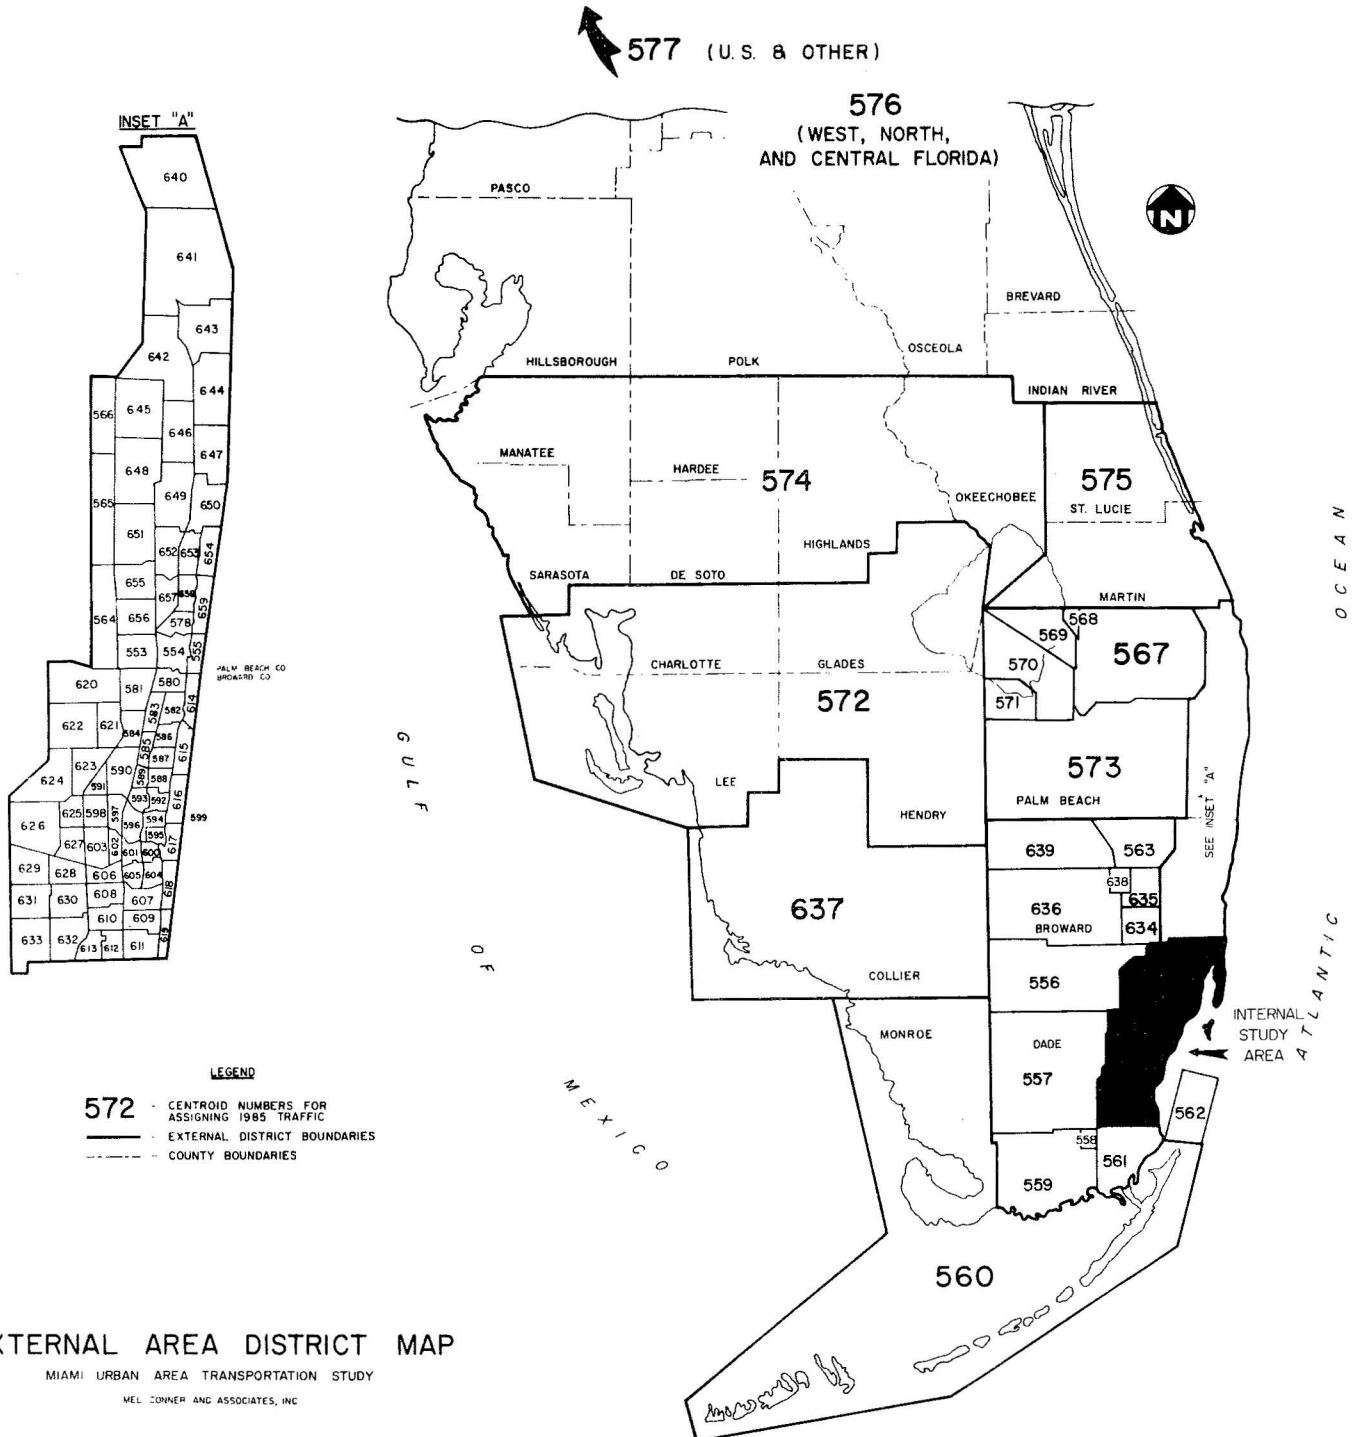 577 (U.S. & OTHER)
576
(WEST, NORTH,
AND CENTRAL FLORIDA)
INSET "A"
640
641
643
642
644
566
645
646
647
648
649
565
650
651
652
653
654
655
657
658
659
564
656
578
553
554
555
PALM BEACH CO
BROWARD CO
620
581
580
614
582
583
622
621
584
586
585
615
587
623
590
589
588
624
591
616
593
592
625
598
597
599
626
596
594
595
617
627
603
602
601
600
629
628
606
605
604
618
631
630
608
607
610
609
619
633
632
613
612
611
N
PASCO
BREVARD
OSCEOLA
HILLSBOROUGH
POLK
INDIAN RIVER
MANATEE
HARDEE
574
575
OKEECHOBEE
ST. LUCIE
HIGHLANDS
SARASOTA
DE SOTO
MARTIN
568
569
567
570
CHARLOTTE
GLADES
572
571
573
LEE
PALM BEACH
HENDRY
SEE INSET "A"
639
563
638
637
636
635
BROWARD
634
COLLIER
556
MONROE
DADE
557
INTERNAL
STUDY
AREA
562
558
561
559
560
GULF
OF
MEXICO
ATLANTIC
OCEAN
LEGEND
572 - CENTROID NUMBERS FOR
ASSIGNING 1985 TRAFFIC
- EXTERNAL DISTRICT BOUNDARIES
- COUNTY BOUNDARIES
XTERNAL AREA DISTRICT MAP
MIAMI URBAN AREA TRANSPORTATION STUDY
MEL CONNER AND ASSOCIATES, INC